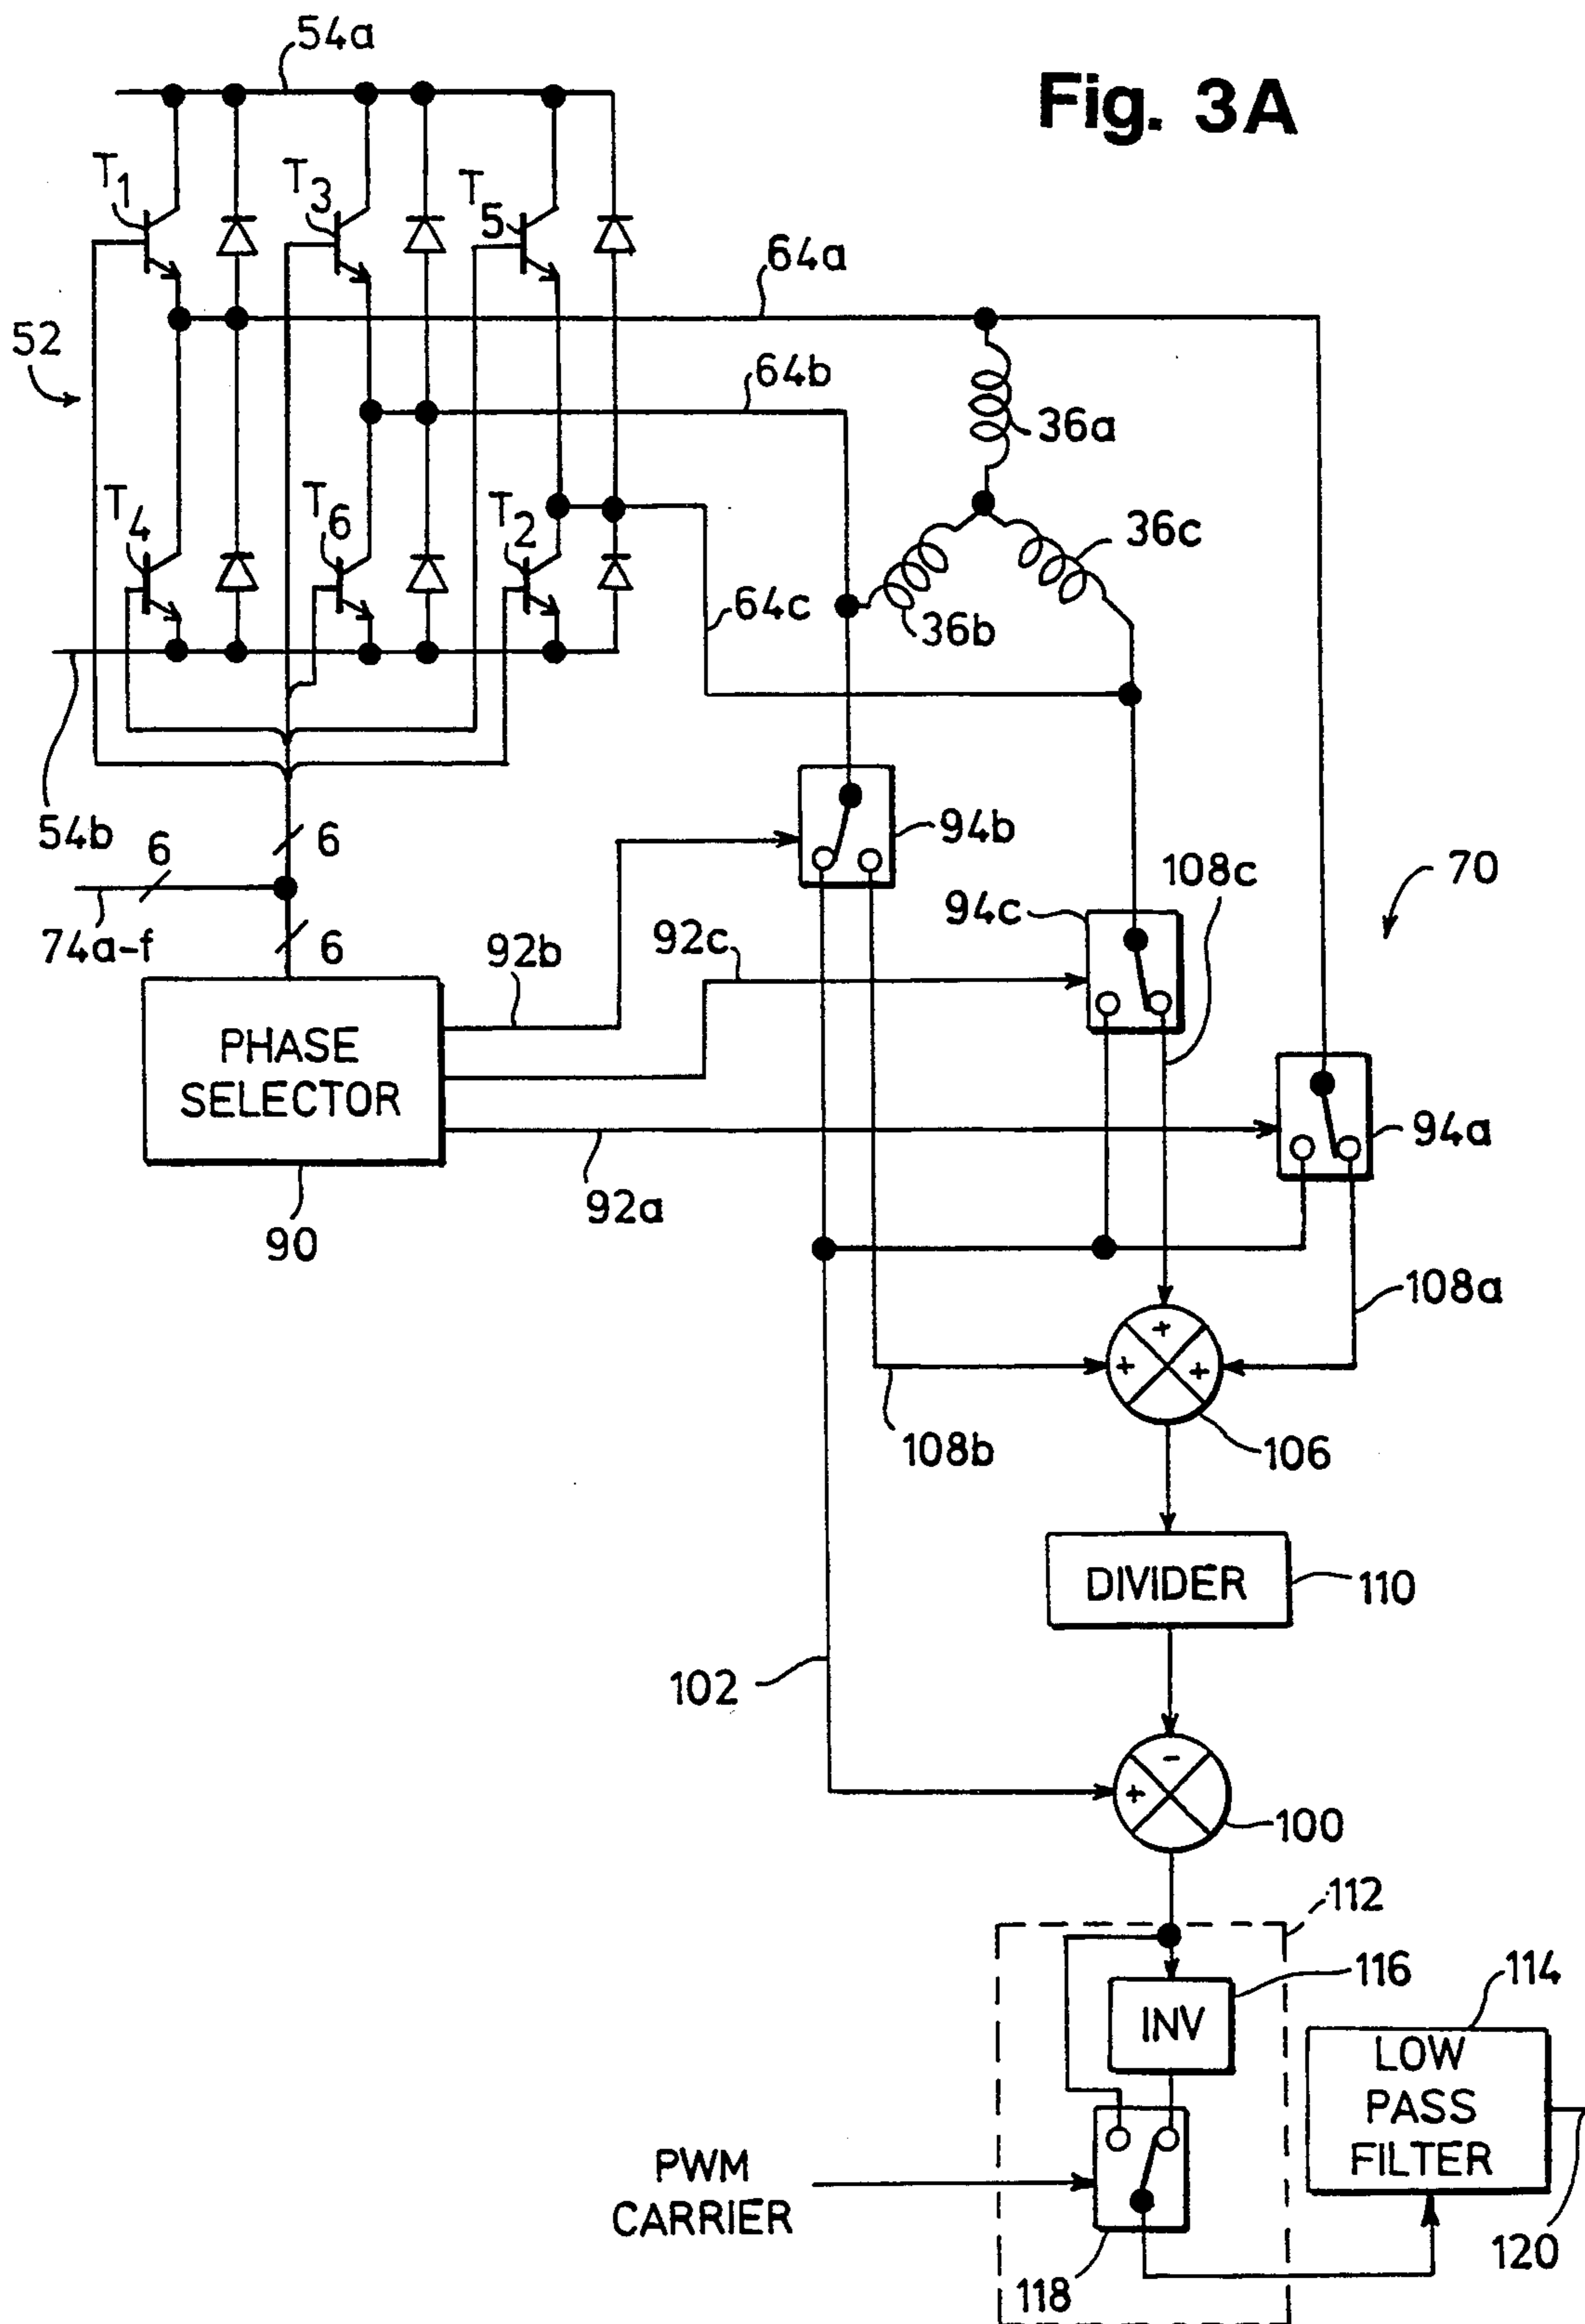 Fig. 3A
54a
T1
T3
T5
64a
52
64b
36a
T4
T6
T2
36c
64c
36b
54b
6
6
94b
108c
70
94c
74a-f
6
92b
92c
PHASE
SELECTOR
94a
92a
90
108a
+
+
+
108b
106
DIVIDER
110
102
-
+
100
112
116
114
INV
LOW
PASS
FILTER
PWM
CARRIER
118
120